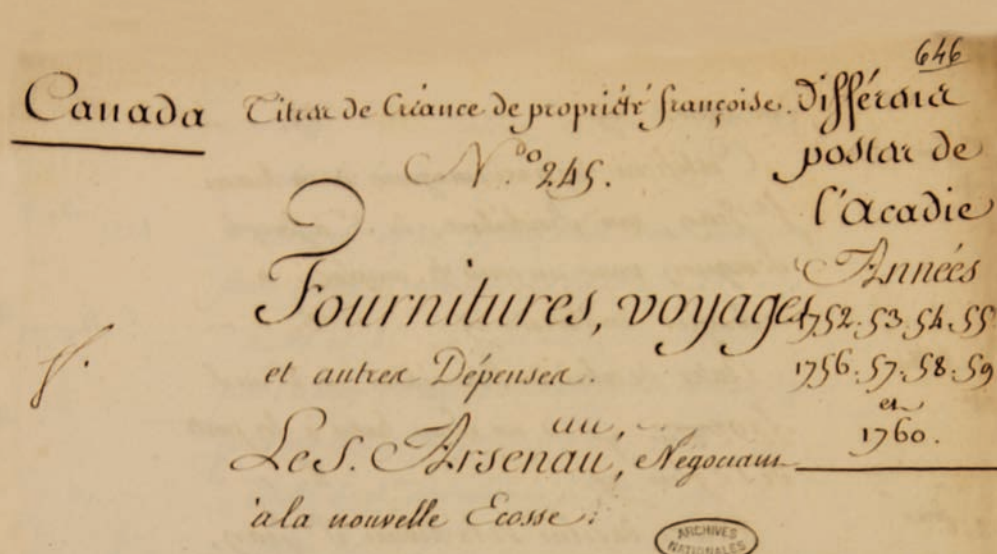 646
Canada
Titres de Créance de propriété françoise.
N.do 245.
différens
postes de
l'Acadie
Années
1752.53.54.55
1756.57.58.59
et
1760.
Fournitures, voyages
et autres Dépenses.
f.
Le S. Arsenau, Négociant
à la nouvelle Ecosse.
ARCHIVES
NATIONALES